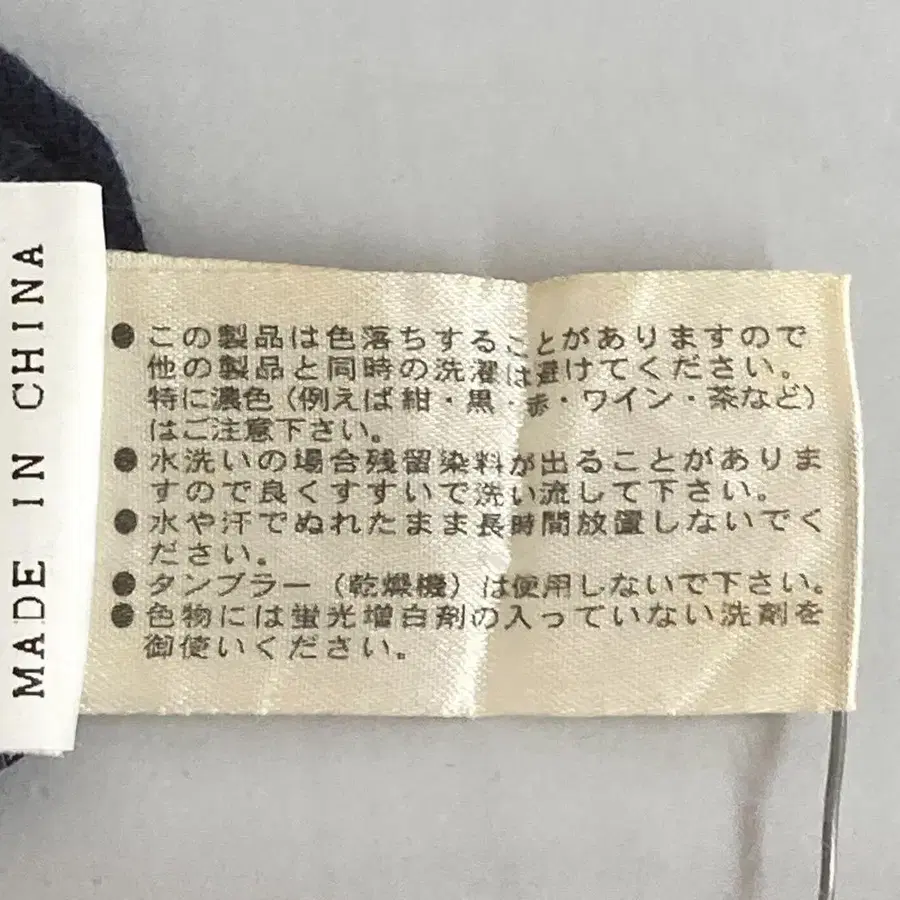 MADE IN CHINA
● この製品は色落ちすることがありますので
他の製品と同時の洗濯は避けてください。
特に濃色（例えば紺・黒・赤・ワイン・茶など）
はご注意下さい。
● 水洗いの場合残留染料が出ることがありま
すので良くすすいで洗い流して下さい。
● 水や汗でぬれたまま長時間放置しないでく
ださい。
● タンブラー（乾燥機）は使用しないで下さい。
● 色物には蛍光増白剤の入っていない洗剤を
御使いください。